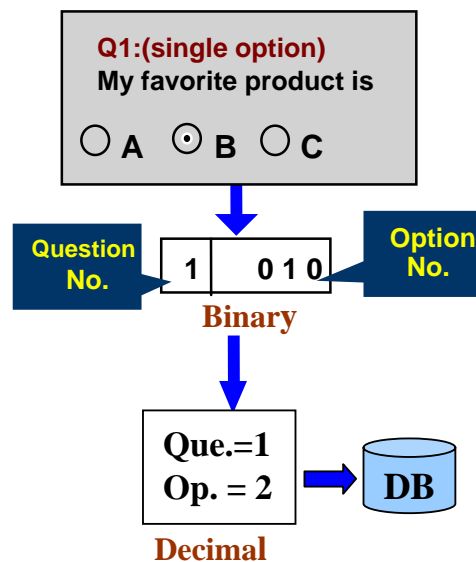 Q1:(single option)
My favorite product is
A B C
Question
No.
1 0 1 0
Option
No.
Binary
Que.=1
Op. = 2
DB
Decimal